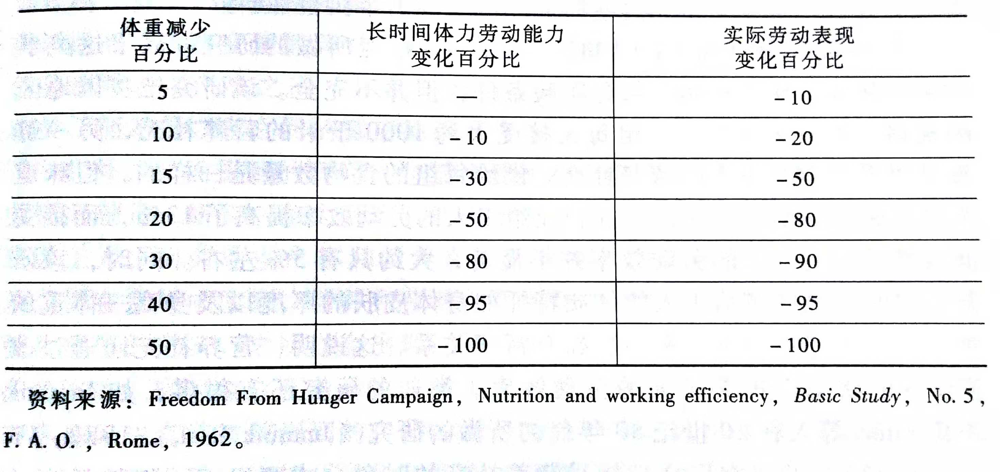 体重减少 长时间体力劳动能力 实际劳动表现
百分比 变化百分比 变化百分比
5 — －10
10 －10 －20
15 －30 －50
20 －50 －80
30 －80 －90
40 －95 －95
50 －100 －100
资料来源：Freedom From Hunger Campaign, Nutrition and working efficiency, Basic Study, No. 5,
F. A. O., Rome, 1962。